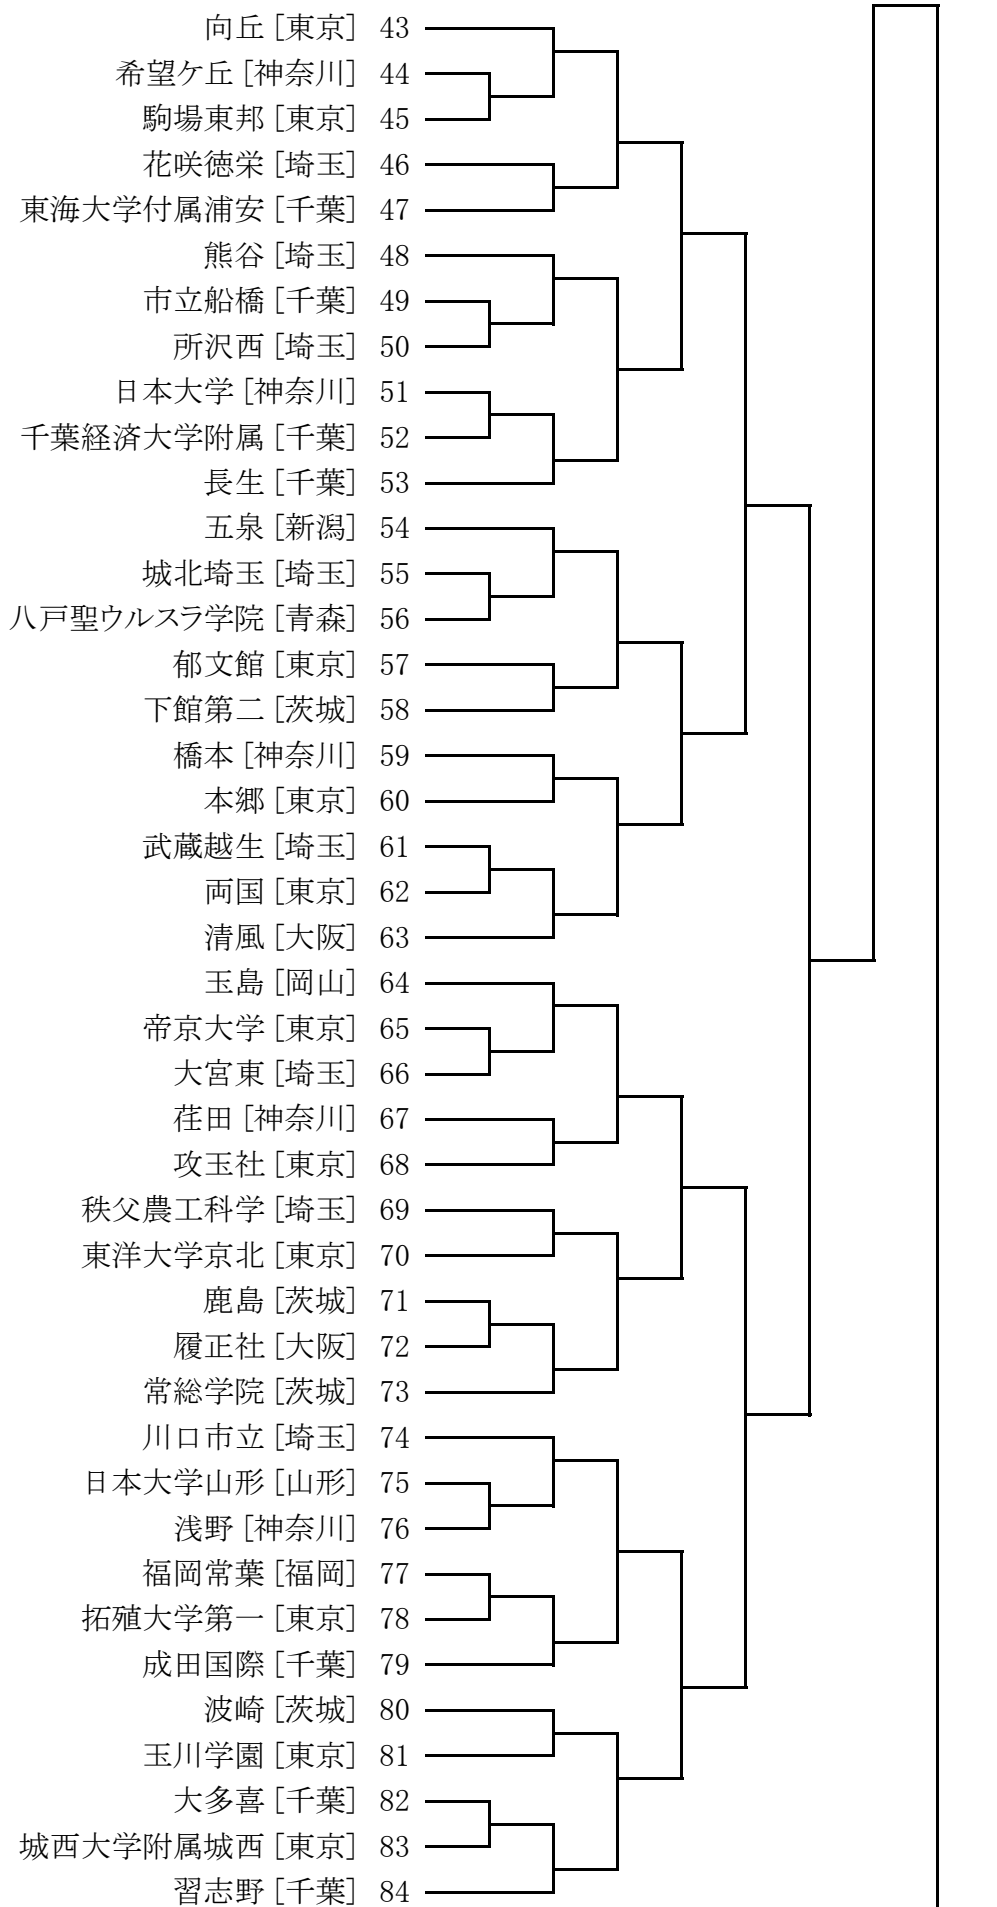 向丘 [東京] 43
希望ケ丘 [神奈川] 44
駒場東邦 [東京] 45
花咲徳栄 [埼玉] 46
東海大学付属浦安 [千葉] 47
熊谷 [埼玉] 48
市立船橋 [千葉] 49
所沢西 [埼玉] 50
日本大学 [神奈川] 51
千葉経済大学附属 [千葉] 52
長生 [千葉] 53
五泉 [新潟] 54
城北埼玉 [埼玉] 55
八戸聖ウルスラ学院 [青森] 56
郁文館 [東京] 57
下館第二 [茨城] 58
橋本 [神奈川] 59
本郷 [東京] 60
武蔵越生 [埼玉] 61
両国 [東京] 62
清風 [大阪] 63
玉島 [岡山] 64
帝京大学 [東京] 65
大宮東 [埼玉] 66
荏田 [神奈川] 67
攻玉社 [東京] 68
秩父農工科学 [埼玉] 69
東洋大学京北 [東京] 70
鹿島 [茨城] 71
履正社 [大阪] 72
常総学院 [茨城] 73
川口市立 [埼玉] 74
日本大学山形 [山形] 75
浅野 [神奈川] 76
福岡常葉 [福岡] 77
拓殖大学第一 [東京] 78
成田国際 [千葉] 79
波崎 [茨城] 80
玉川学園 [東京] 81
大多喜 [千葉] 82
城西大学附属城西 [東京] 83
習志野 [千葉] 84